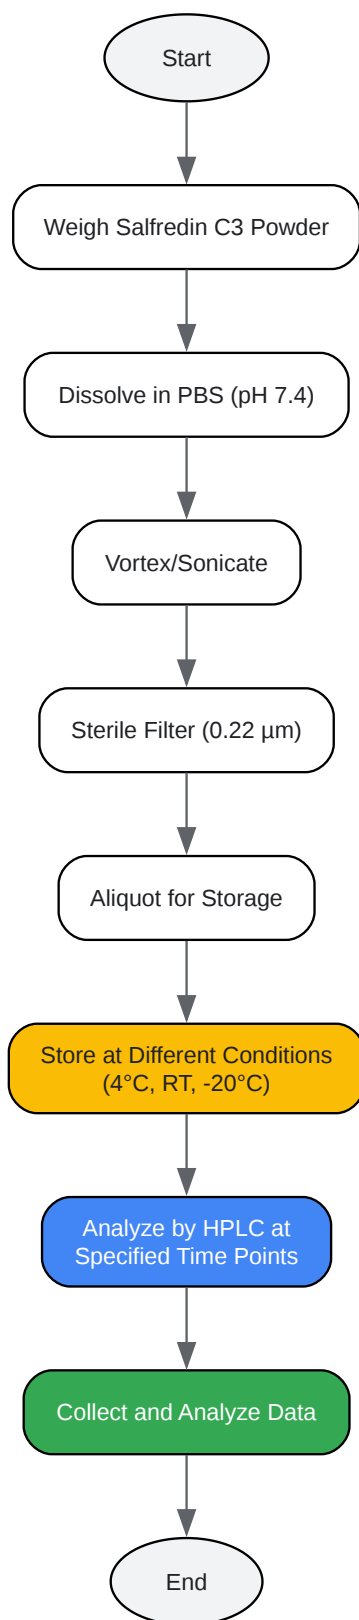 Start
Weigh Salfredin C3 Powder
Dissolve in PBS (pH 7.4)
Vortex/Sonicate
Sterile Filter (0.22 µm)
Aliquot for Storage
Store at Different Conditions
(4°C, RT, -20°C)
Analyze by HPLC at
Specified Time Points
Collect and Analyze Data
End